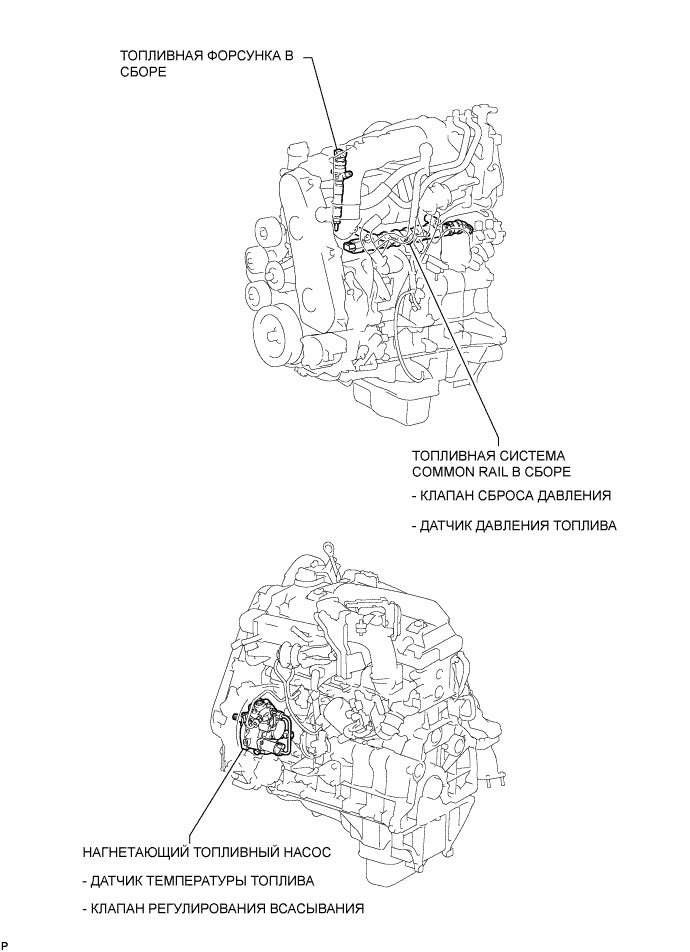 ТОПЛИВНАЯ ФОРСУНКА В
СБОРЕ
ТОПЛИВНАЯ СИСТЕМА
COMMON RAIL В СБОРЕ
- КЛАПАН СБРОСА ДАВЛЕНИЯ
- ДАТЧИК ДАВЛЕНИЯ ТОПЛИВА
НАГНЕТАЮЩИЙ ТОПЛИВНЫЙ НАСОС
- ДАТЧИК ТЕМПЕРАТУРЫ ТОПЛИВА
- КЛАПАН РЕГУЛИРОВАНИЯ ВСАСЫВАНИЯ
P